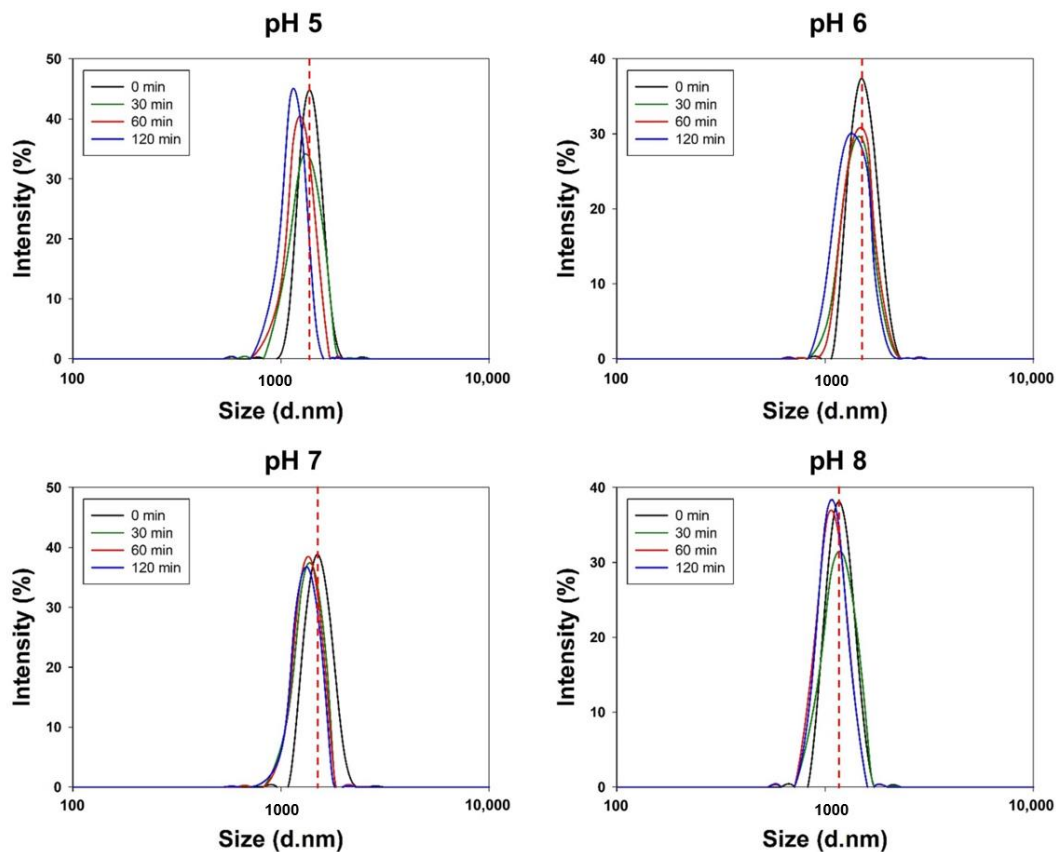 pH 5
50
40
30
20
10
0
Intensity (%)
0 min
30 min
60 min
120 min
100
1000
10,000
Size (d.nm)
pH 6
40
30
20
10
0
Intensity (%)
0 min
30 min
60 min
120 min
100
1000
10,000
Size (d.nm)
pH 7
50
40
30
20
10
0
Intensity (%)
0 min
30 min
60 min
120 min
100
1000
10,000
Size (d.nm)
pH 8
40
30
20
10
0
Intensity (%)
0 min
30 min
60 min
120 min
100
1000
10,000
Size (d.nm)